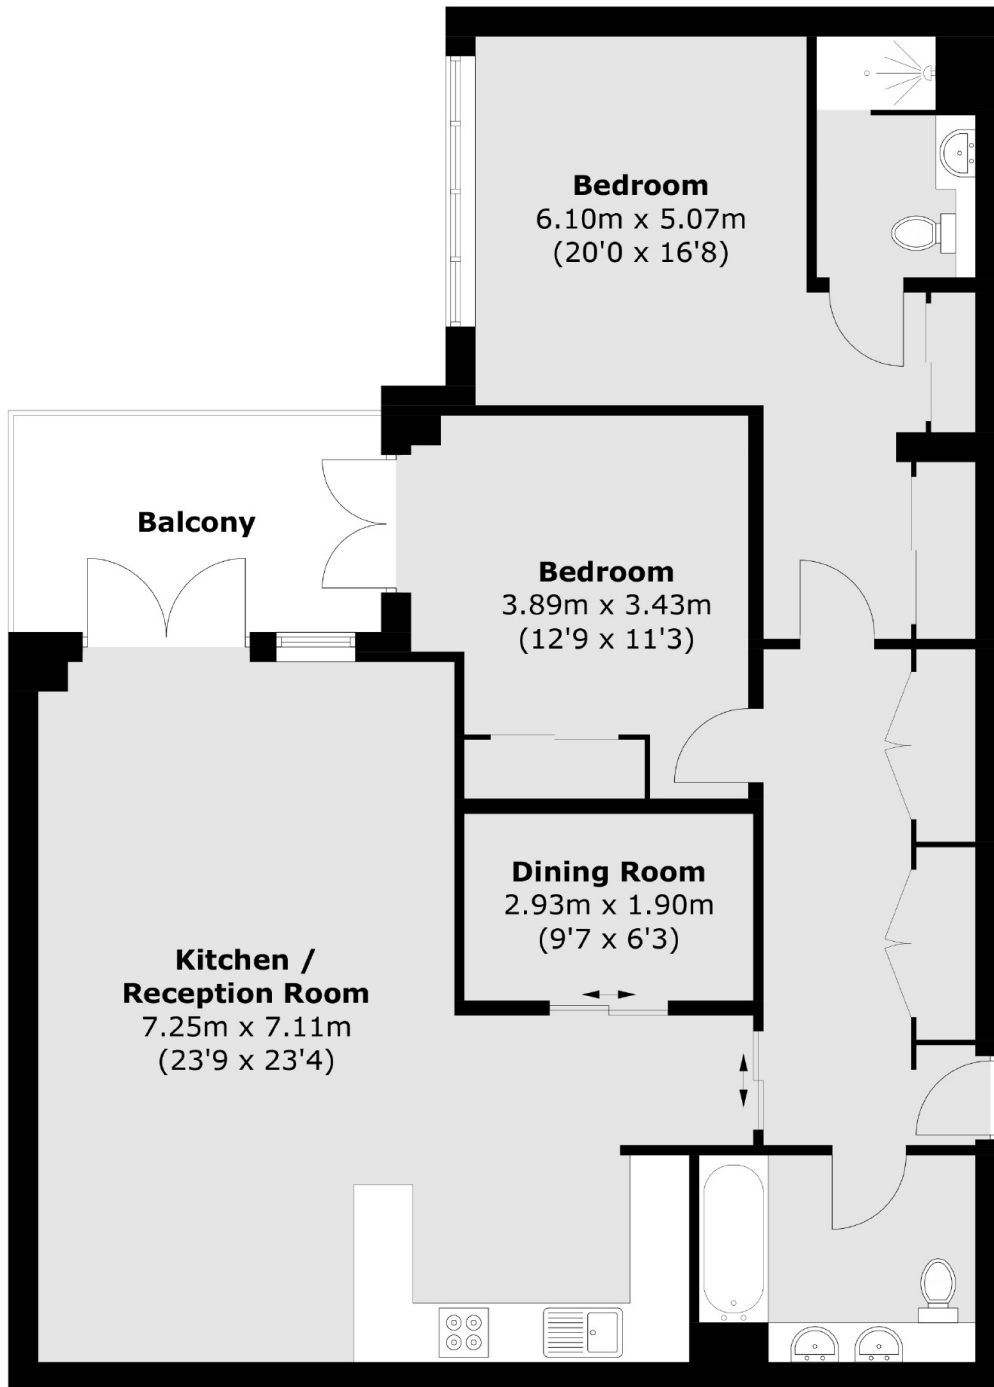 Bedroom
6.10m x 5.07m
(20'0 x 16'8)
Balcony
Bedroom
3.89m x 3.43m
(12'9 x 11'3)
Dining Room
2.93m x 1.90m
(9'7 x 6'3)
Kitchen /
Reception Room
7.25m x 7.11m
(23'9 x 23'4)